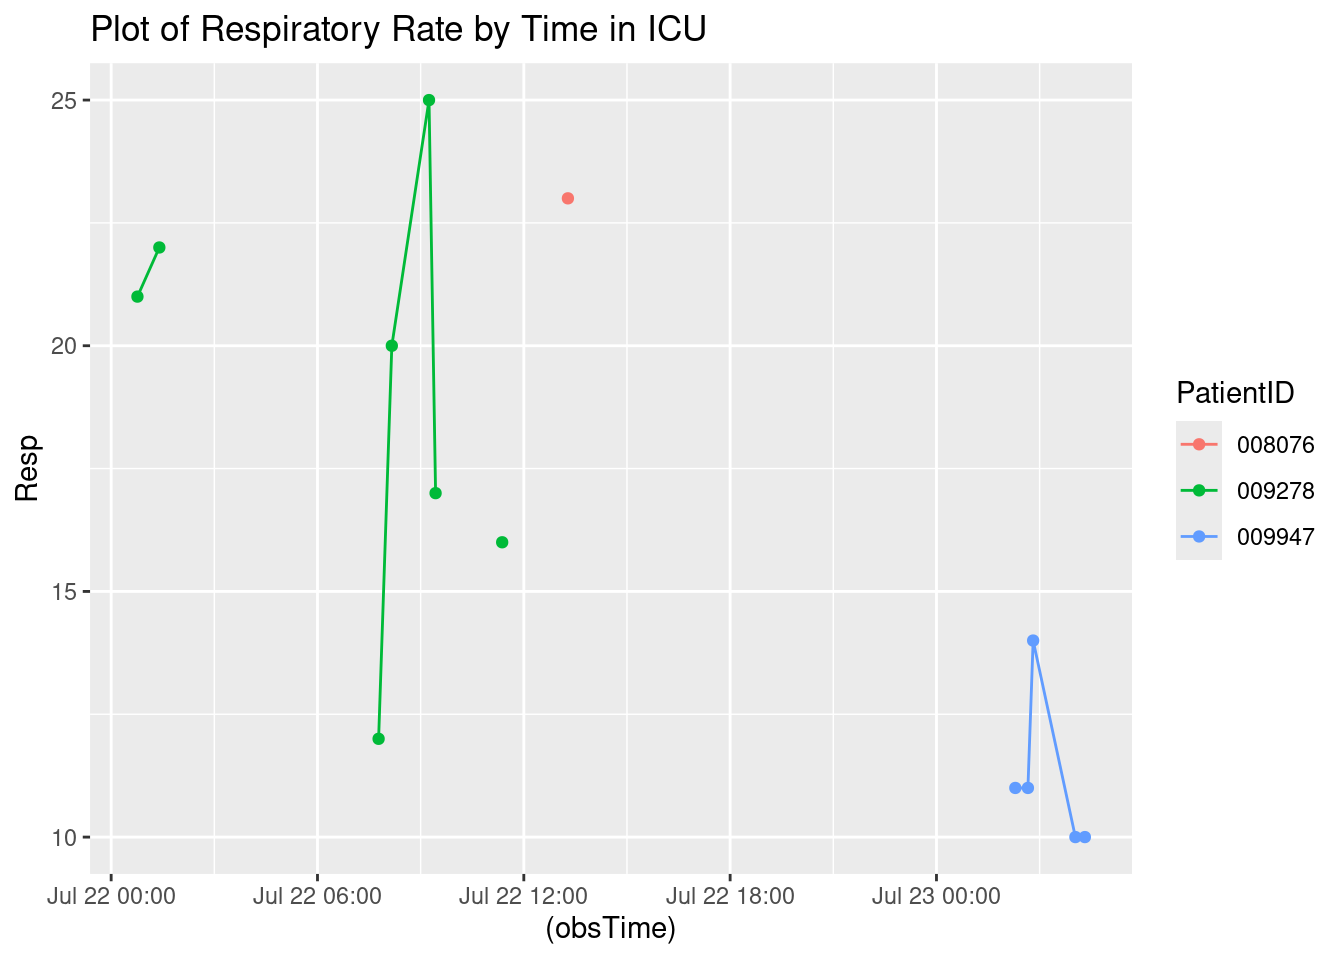 Plot of Respiratory Rate by Time in ICU
25
20
15
10
Resp
Jul 22 00:00
Jul 22 06:00
Jul 22 12:00
Jul 22 18:00
Jul 23 00:00
(obsTime)
PatientID
008076
009278
009947